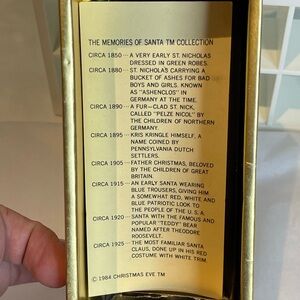 THE MEMORIES OF SANTA TM COLLECTION
CIRCA 1850 — A VERY EARLY ST. NICHOLAS
DRESSED IN GREEN ROBES.
CIRCA 1880 — ST. NICHOLAS CARRYING A
BUCKET OF ASHES FOR BAD
BOYS AND GIRLS. KNOWN
AS "ASHENCLOS" IN
GERMANY AT THE TIME.
CIRCA 1890 — A FUR-CLAD ST. NICK,
CALLED "PELZE NICOL" BY
THE CHILDREN OF NORTHERN
GERMANY.
CIRCA 1895 — KRIS KRINGLE HIMSELF, A
NAME COINED BY
PENNSYLVANIA DUTCH
SETTLERS.
CIRCA 1905 — FATHER CHRISTMAS, BELOVED
BY THE CHILDREN OF GREAT
BRITAIN.
CIRCA 1915 — AN EARLY SANTA WEARING
BLUE TROUSERS, GIVING HIM
A SOMEWHAT RED, WHITE AND
BLUE PATRIOTIC LOOK TO
THE PEOPLE OF THE U.S.A.
CIRCA 1920 — SANTA WITH THE FAMOUS AND
POPULAR "TEDDY" BEAR
NAMED AFTER THEODORE
ROOSEVELT.
CIRCA 1925 — THE MOST FAMILIAR SANTA
CLAUS, DONE UP IN HIS RED
COSTUME WITH WHITE TRIM.
© 1984 CHRISTMAS EVE TM